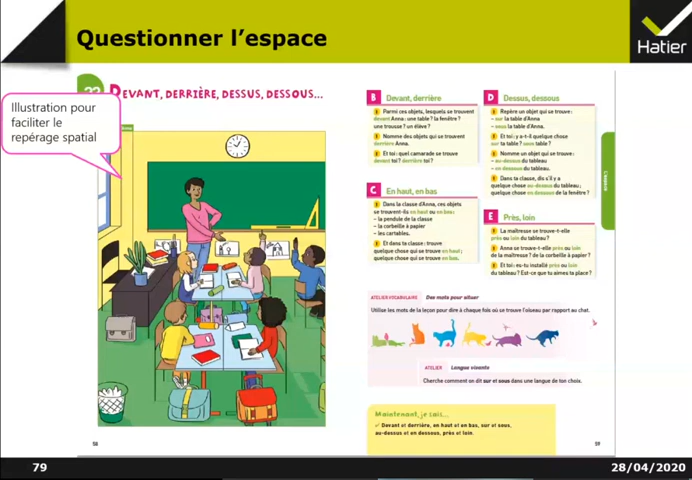 Questionner l'espace
Hatier
22
DEVANT, DERRIÈRE, DESSUS, DESSOUS...
Illustration pour
faciliter le
repérage spatial
B Devant, derrière
1 Parmi ces objets, lesquels se trouvent
devant Anna : une table ? la fenêtre ?
une trousse ? un élève ?
2 Nomme des objets qui se trouvent
derrière Anna.
3 Et toi : quel camarade se trouve
devant toi ? derrière toi ?
C En haut, en bas
1 Dans la classe d'Anna, ces objets
se trouvent-ils en haut ou en bas :
– la pendule de la classe
– la corbeille à papier
– les cartables.
2 Et dans ta classe : trouve
quelque chose qui se trouve en haut ;
quelque chose qui se trouve en bas.
D Dessus, dessous
1 Repère un objet qui se trouve :
– sur la table d'Anna
– sous la table d'Anna.
2 Et toi : y a-t-il quelque chose
sur ta table ? sous ta table ?
3 Nomme un objet qui se trouve :
– au-dessus du tableau
– en dessous du tableau.
4 Dans ta classe, dis s'il y a
quelque chose au-dessus du tableau ;
quelque chose en dessous de la fenêtre ?
E Près, loin
1 La maîtresse se trouve-t-elle
près ou loin du tableau ?
2 Anna se trouve-t-elle près ou loin
de la maîtresse ? de la corbeille à papier ?
3 Et toi : es-tu installé près ou loin
du tableau ? Est-ce que tu aimes ta place ?
L'ESPACE
ATELIER VOCABULAIRE Des mots pour situer
Utilise les mots de la leçon pour dire à chaque fois où se trouve l'oiseau par rapport au chat.
ATELIER Langue vivante
Cherche comment on dit sur et sous dans une langue de ton choix.
Maintenant, je sais...
✓ Devant et derrière, en haut et en bas, sur et sous,
au-dessus et en dessous, près et loin.
58
59
79
28/04/2020